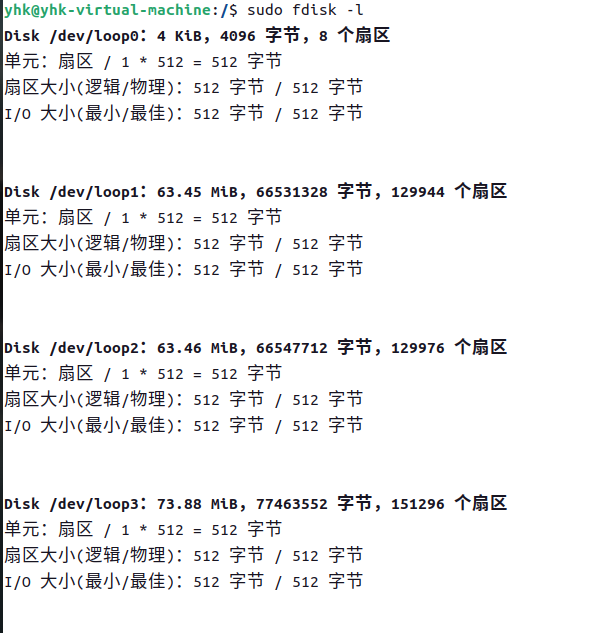 yhk@yhk-virtual-machine:/$ sudo fdisk -l
Disk /dev/loop0：4 KiB，4096 字节，8 个扇区
单元：扇区 / 1 * 512 = 512 字节
扇区大小(逻辑/物理)：512 字节 / 512 字节
I/O 大小(最小/最佳)：512 字节 / 512 字节
Disk /dev/loop1：63.45 MiB，66531328 字节，129944 个扇区
单元：扇区 / 1 * 512 = 512 字节
扇区大小(逻辑/物理)：512 字节 / 512 字节
I/O 大小(最小/最佳)：512 字节 / 512 字节
Disk /dev/loop2：63.46 MiB，66547712 字节，129976 个扇区
单元：扇区 / 1 * 512 = 512 字节
扇区大小(逻辑/物理)：512 字节 / 512 字节
I/O 大小(最小/最佳)：512 字节 / 512 字节
Disk /dev/loop3：73.88 MiB，77463552 字节，151296 个扇区
单元：扇区 / 1 * 512 = 512 字节
扇区大小(逻辑/物理)：512 字节 / 512 字节
I/O 大小(最小/最佳)：512 字节 / 512 字节